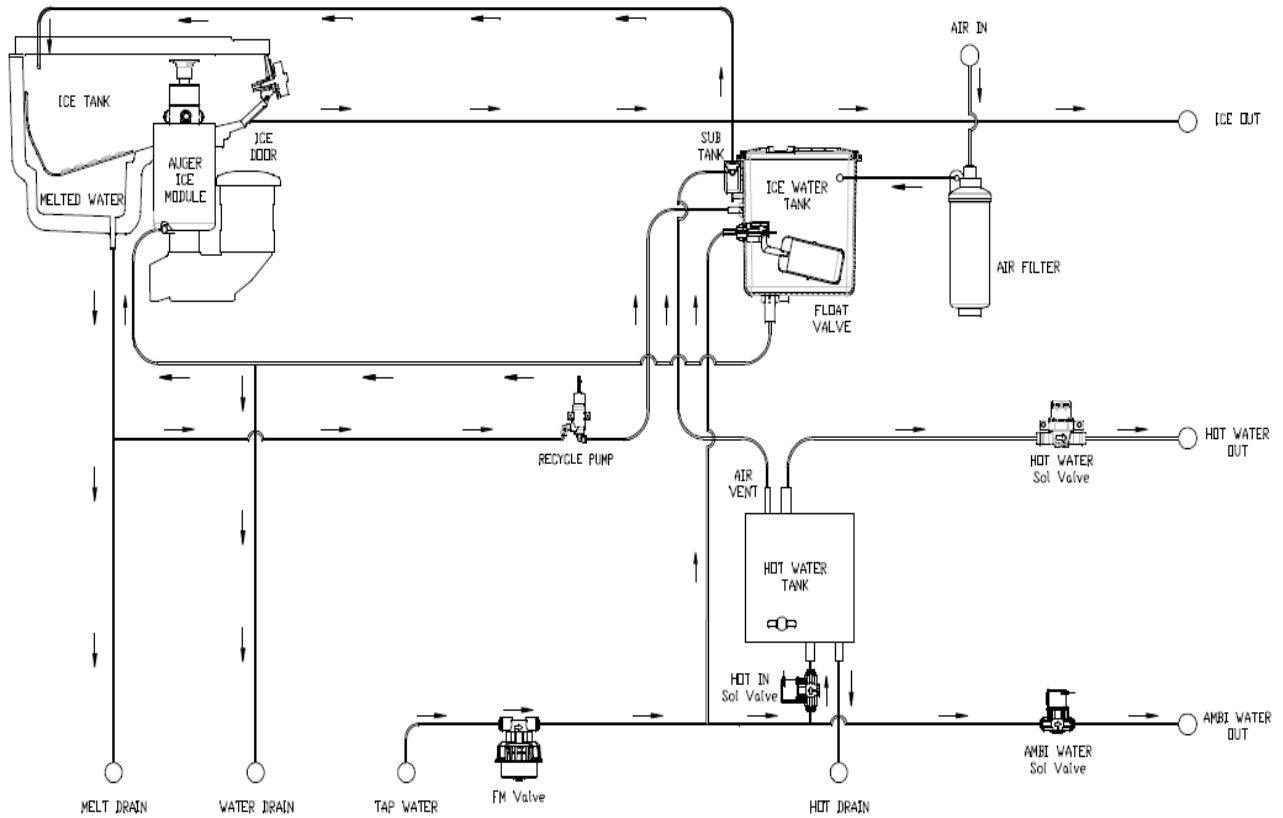 AIR IN
ICE TANK
ICE OUT
ICE
DOOR
SUB
TANK
AUGER
ICE
MODULE
ICE WATER
TANK
MELTED WATER
AIR FILTER
FLOAT
VALVE
RECYCLE PUMP
AIR
VENT
HOT WATER
Sol Valve
HOT WATER
OUT
HOT WATER
TANK
HOT IN
Sol Valve
AMBI WATER
OUT
AMBI WATER
Sol Valve
MELT DRAIN
WATER DRAIN
TAP WATER
FM Valve
HOT DRAIN